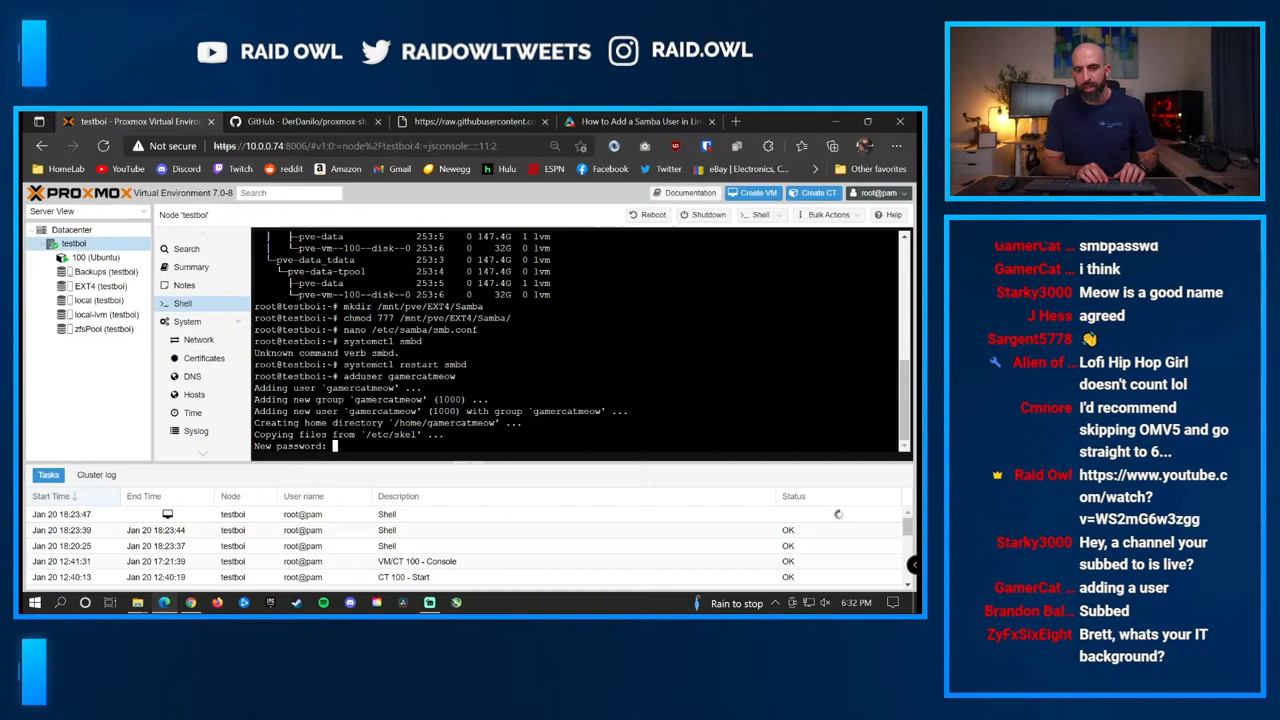 RAID OWL
RAIDOWLTWEETS
RAID.OWL
testboi - Proxmox Virtual Enviror
GitHub - DerDanilo/proxmox-stu
https://raw.githubusercontent.c
How to Add a Samba User in Lin
Not secure
https://10.0.0.74:8006/#v1:0:=node%2Ftestboi:4:=jsconsole:::::11:2
HomeLab
YouTube
Discord
Twitch
reddit
Amazon
Gmail
Newegg
Hulu
ESPN
Facebook
Twitter
eBay | Electronics, C...
Other favorites
PROXMOX
Virtual Environment 7.0-8
Search
Documentation
Create VM
Create CT
root@pam
Server View
Node 'testboi'
Reboot
Shutdown
Shell
Bulk Actions
Help
Datacenter
testboi
100 (Ubuntu)
Backups (testboi)
EXT4 (testboi)
local (testboi)
local-lvm (testboi)
zfsPool (testboi)
Search
Summary
Notes
Shell
System
Network
Certificates
DNS
Hosts
Time
Syslog
├─pve-data 253:5 0 147.4G 1 lvm
└─pve-vm--100--disk--0 253:6 0 32G 0 lvm
└─pve-data_tdata 253:3 0 147.4G 0 lvm
└─pve-data-tpool 253:4 0 147.4G 0 lvm
├─pve-data 253:5 0 147.4G 1 lvm
└─pve-vm--100--disk--0 253:6 0 32G 0 lvm
root@testboi:~# mkdir /mnt/pve/EXT4/Samba
root@testboi:~# chmod 777 /mnt/pve/EXT4/Samba/
root@testboi:~# nano /etc/samba/smb.conf
root@testboi:~# systemctl smbd
Unknown command verb smbd.
root@testboi:~# systemctl restart smbd
root@testboi:~# adduser gamercatmeow
Adding user `gamercatmeow' ...
Adding new group `gamercatmeow' (1000) ...
Adding new user `gamercatmeow' (1000) with group `gamercatmeow' ...
Creating home directory `/home/gamercatmeow' ...
Copying files from `/etc/skel' ...
New password:
Tasks
Cluster log
Start Time
End Time
Node
User name
Description
Status
Jan 20 18:23:47 testboi root@pam Shell
Jan 20 18:23:39 Jan 20 18:23:44 testboi root@pam Shell OK
Jan 20 18:20:25 Jan 20 18:23:37 testboi root@pam Shell OK
Jan 20 12:41:31 Jan 20 17:21:39 testboi root@pam VM/CT 100 - Console OK
Jan 20 12:40:13 Jan 20 12:40:19 testboi root@pam CT 100 - Start OK
Rain to stop
6:32 PM
GamerCat ... smbpasswd
GamerCat ... i think
Starky3000 Meow is a good name
J Hess agreed
Sargent5778 👋
Allen of ... Lofi Hip Hop Girl
doesn't count lol
Cmnore I'd recommend
skipping OMV5 and go
straight to 6...
Raid Owl https://www.youtube.c
om/watch?
v=WS2mG6w3zgg
Starky3000 Hey, a channel your
subbed to is live?
GamerCat ... adding a user
Brandon Bal... Subbed
ZyFxSixEight Brett, whats your IT
background?